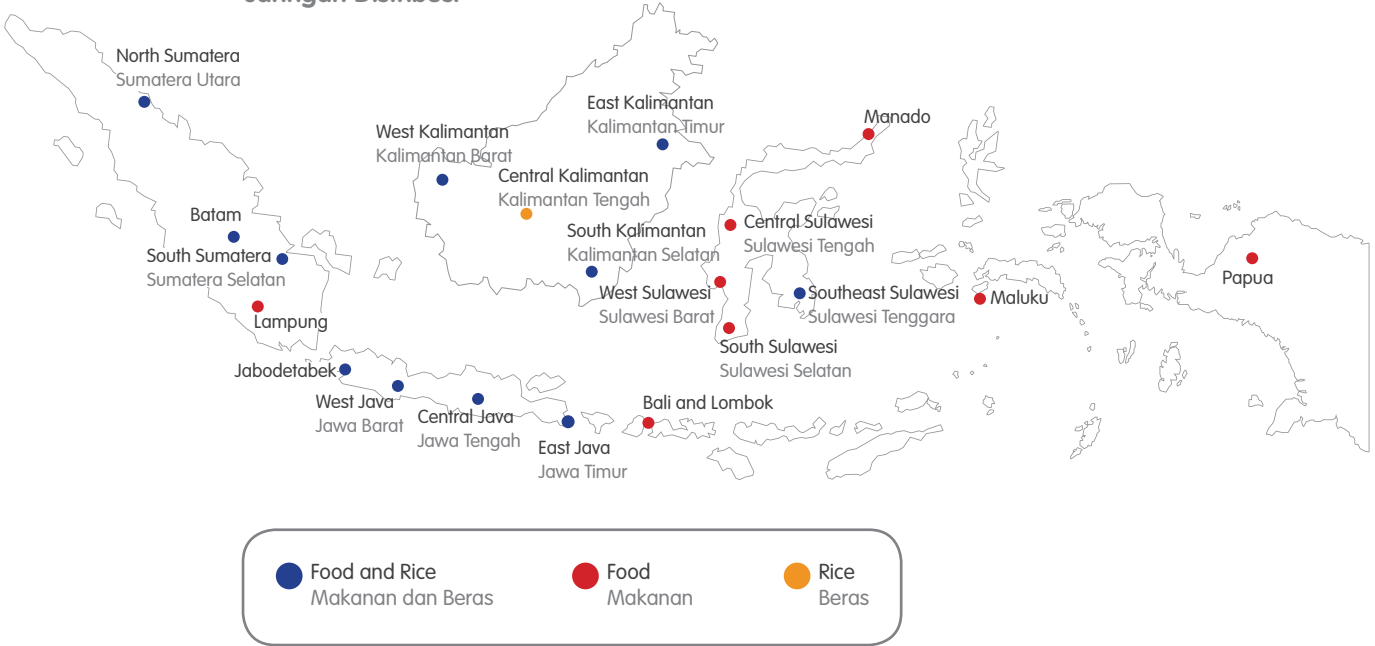 North Sumatera
Sumatera Utara
East Kalimantan
Kalimantan Timur
Manado
West Kalimantan
Kalimantan Barat
Central Kalimantan
Kalimantan Tengah
Batam
South Kalimantan
Kalimantan Selatan
Central Sulawesi
Sulawesi Tengah
South Sumatera
Sumatera Selatan
Papua
West Sulawesi
Sulawesi Barat
Southeast Sulawesi
Sulawesi Tenggara
Maluku
Lampung
South Sulawesi
Sulawesi Selatan
Jabodetabek
West Java
Jawa Barat
Central Java
Jawa Tengah
Bali and Lombok
East Java
Jawa Timur
Food and Rice
Makanan dan Beras
Food
Makanan
Rice
Beras